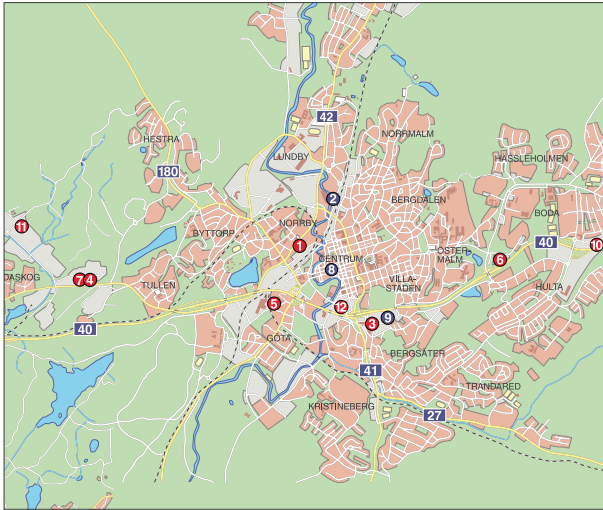 42
NORRMALM
HESTRA
LUNDBY
HÄSSLEHOLMEN
180
2
BERGDALEN
BODA
11
NORRBY
BYTTORP
1
40
10
ÖSTER-
MALM
CENTRUM
6
8
DASKOG
7
4
TULLEN
VILLA-
STADEN
HULTA
5
12
9
3
40
GÖTA
BERGSÄTER
41
TRANDARED
KRISTINEBERG
27